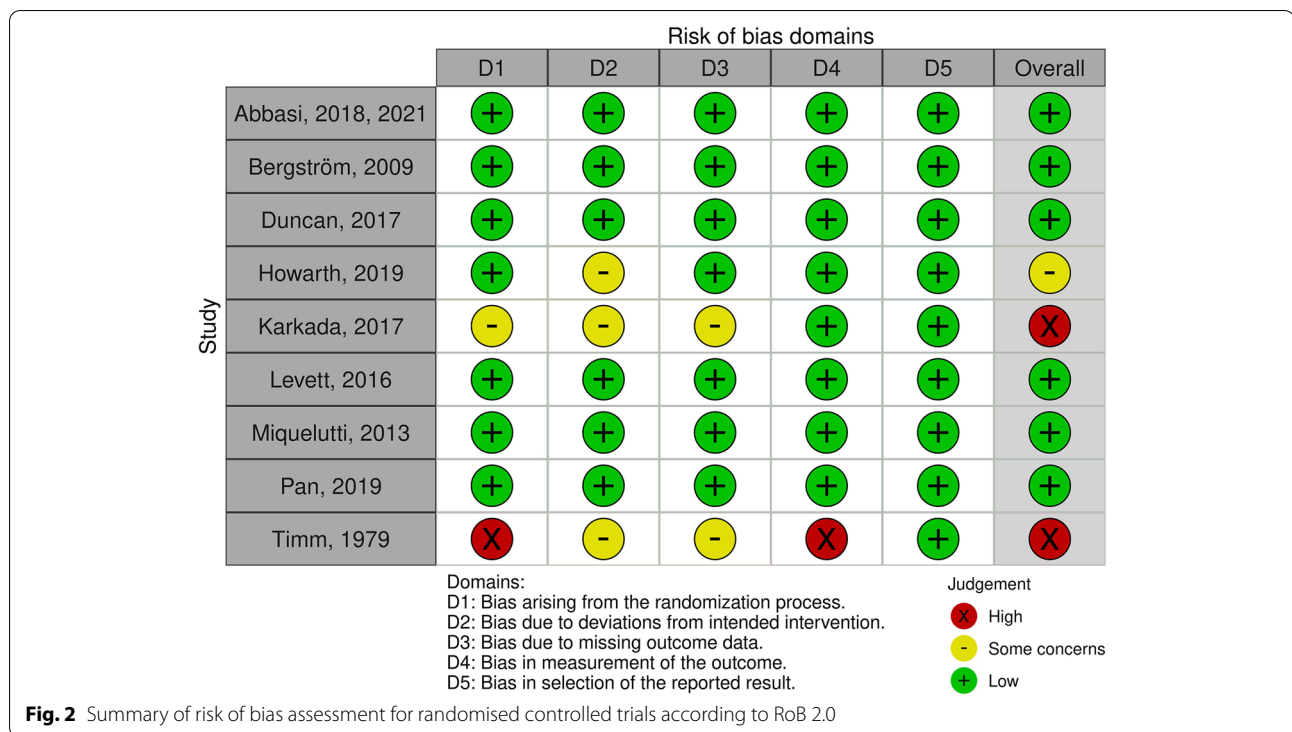 Risk of bias domains
D1 D2 D3 D4 D5 Overall
Study
Abbasi, 2018, 2021 + + + + + +
Bergström, 2009 + + + + + +
Duncan, 2017 + + + + + +
Howarth, 2019 + - + + + -
Karkada, 2017 - - - + + X
Levett, 2016 + + + + + +
Miquelutti, 2013 + + + + + +
Pan, 2019 + + + + + +
Timm, 1979 X - - X + X
Domains:
D1: Bias arising from the randomization process.
D2: Bias due to deviations from intended intervention.
D3: Bias due to missing outcome data.
D4: Bias in measurement of the outcome.
D5: Bias in selection of the reported result.
Judgement
X High
- Some concerns
+ Low
Fig. 2 Summary of risk of bias assessment for randomised controlled trials according to RoB 2.0